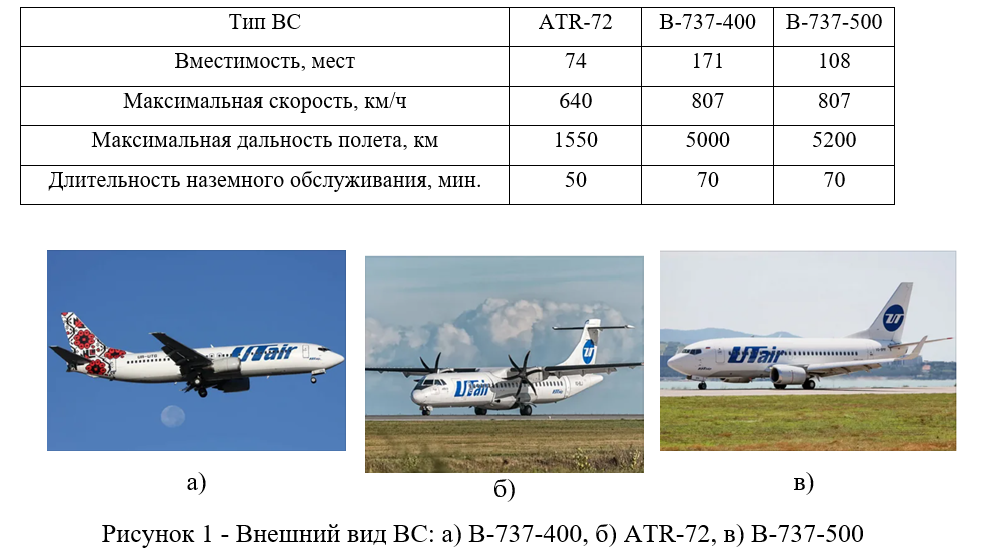 Тип ВС ATR-72 В-737-400 В-737-500
Вместимость, мест 74 171 108
Максимальная скорость, км/ч 640 807 807
Максимальная дальность полета, км 1550 5000 5200
Длительность наземного обслуживания, мин. 50 70 70
UTair
UTair
UTair
а)
б)
в)
Рисунок 1 - Внешний вид ВС: а) В-737-400, б) ATR-72, в) В-737-500